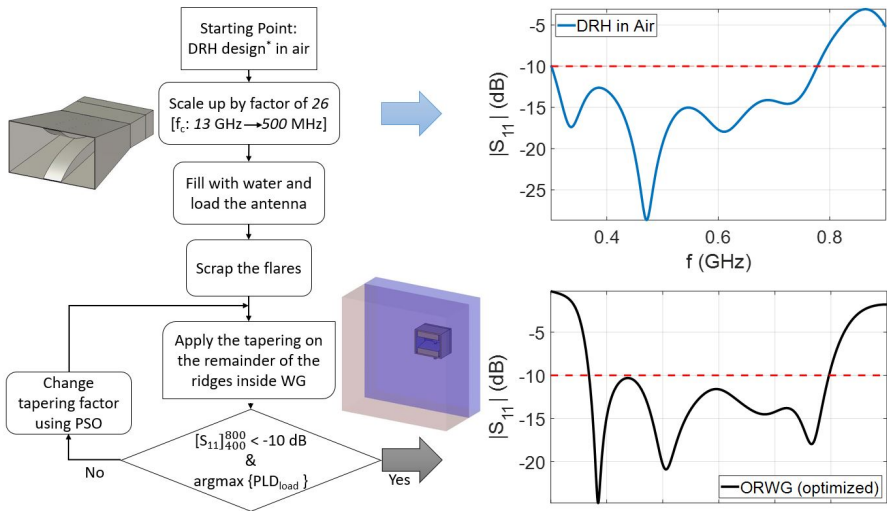 Starting Point:
DRH design* in air
Scale up by factor of 26
[fc: 13 GHz→500 MHz]
Fill with water and
load the antenna
Scrap the flares
Apply the tapering on
the remainder of the
ridges inside WG
Change
tapering factor
using PSO
[S11]400^800 < -10 dB
&
argmax {PLDload }
No
Yes
DRH in Air
-5
-10
-15
-20
-25
|S11| (dB)
0.4 0.6 0.8
f (GHz)
-5
-10
-15
-20
|S11| (dB)
ORWG (optimized)